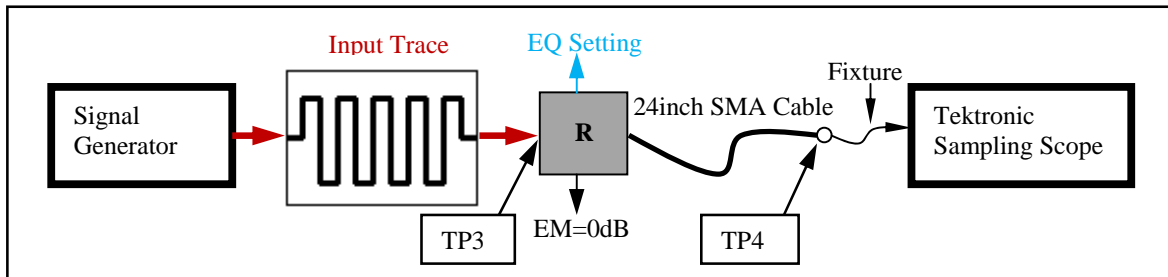 Input Trace
EQ Setting
Signal
Generator
R
24inch SMA Cable
Fixture
Tektronic
Sampling Scope
TP3
EM=0dB
TP4